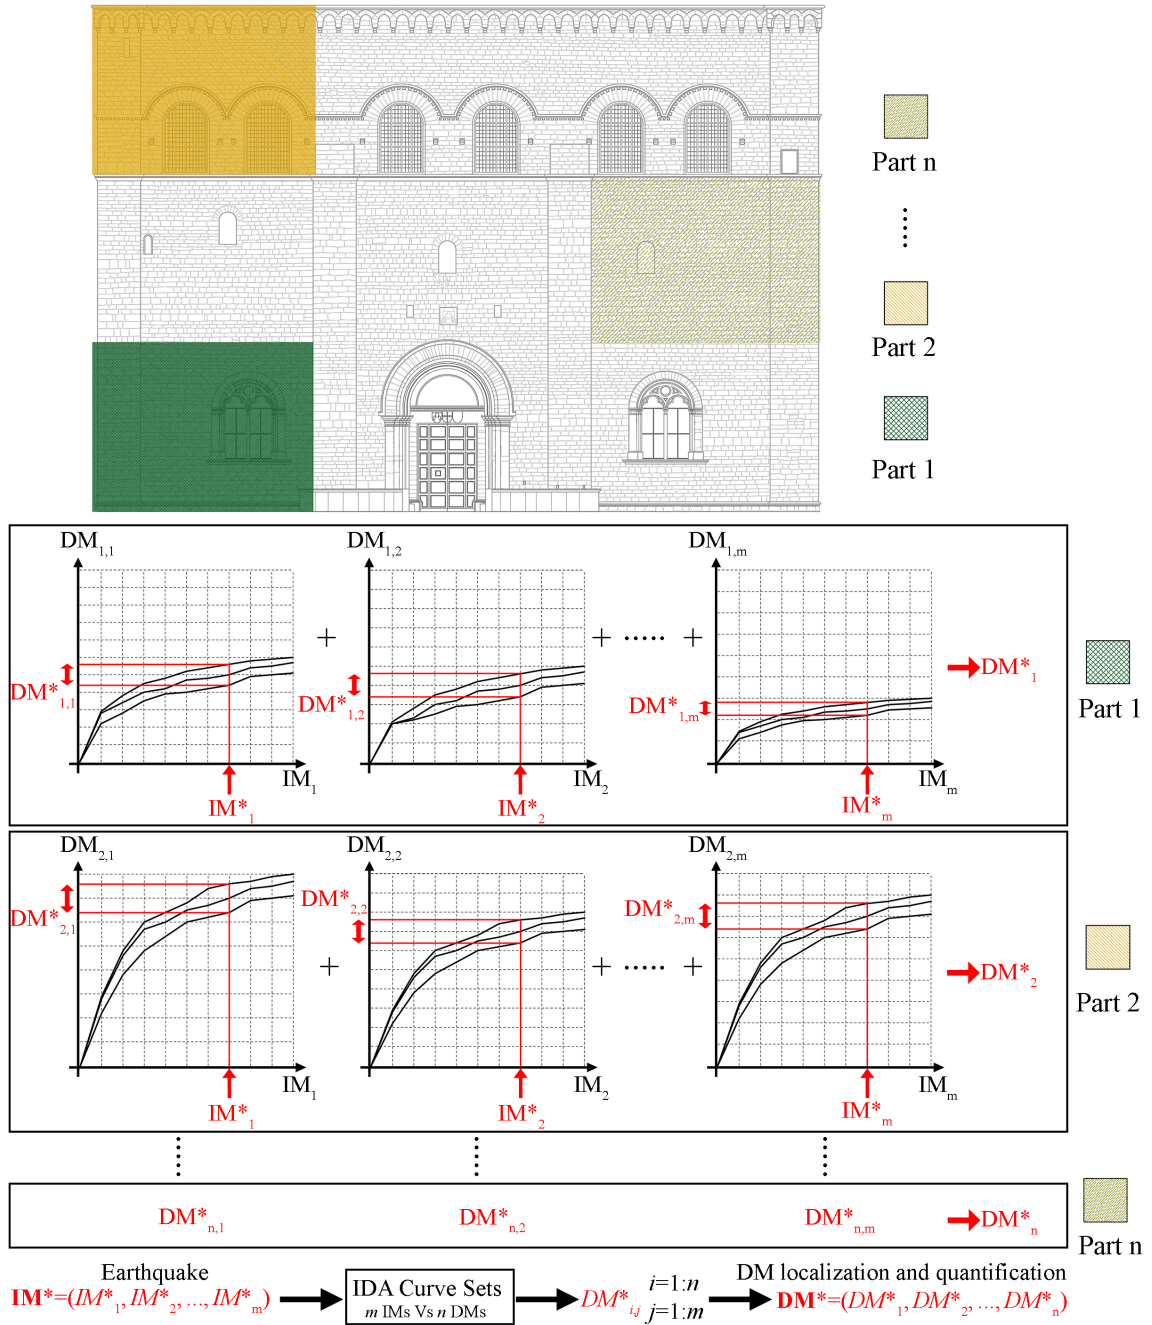 Part n
Part 2
Part 1
DM1,1 DM1,2 DM1,m
+ + ..... +
DM*1,1 DM*1,2 DM*1,m DM*1
Part 1
IM1 IM2 IMm
IM*1 IM*2 IM*m
DM2,1 DM2,2 DM2,m
DM*2,1 DM*2,2 DM*2,m
+ + ..... + DM*2
Part 2
IM1 IM2 IMm
IM*1 IM*2 IM*m
DM*n,1 DM*n,2 DM*n,m DM*n
Part n
Earthquake
IM*=(IM*1, IM*2, ..., IM*m)
IDA Curve Sets
m IMs Vs n DMs
DM*i,j
i=1:n
j=1:m
DM localization and quantification
DM*=(DM*1, DM*2, ..., DM*n)